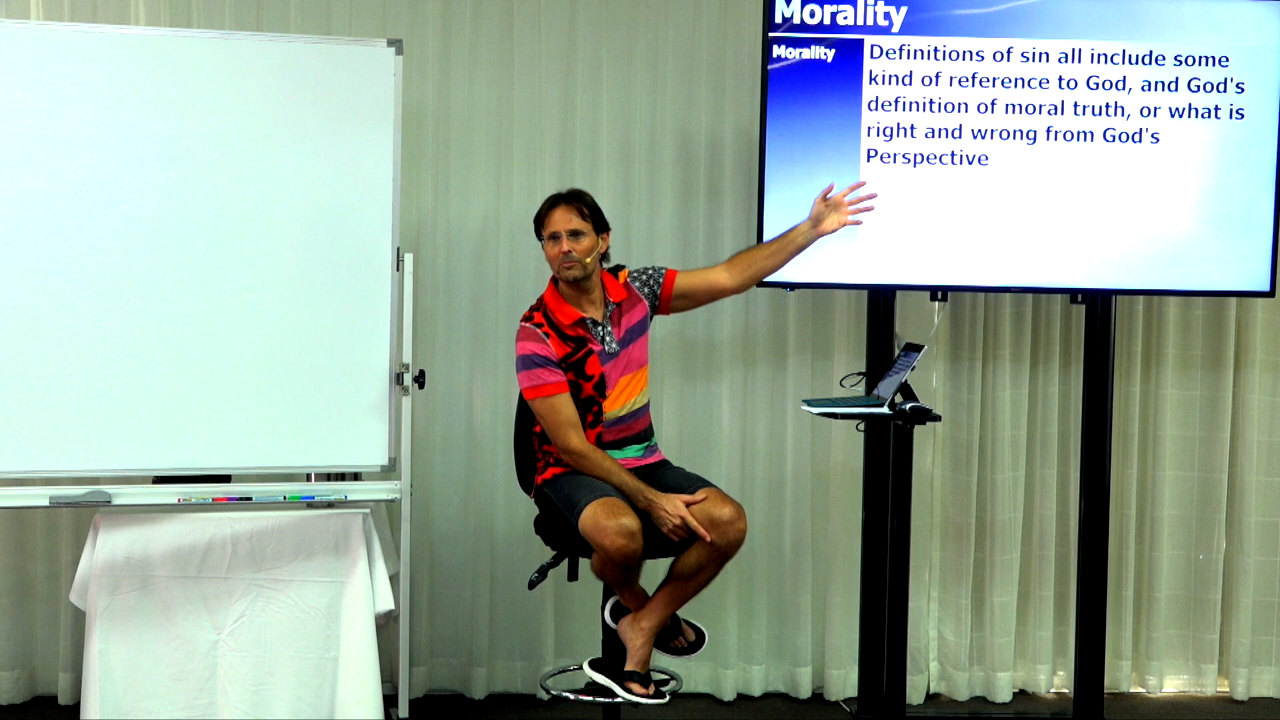 Morality
Morality
Definitions of sin all include some
kind of reference to God, and God's
definition of moral truth, or what is
right and wrong from God's
Perspective